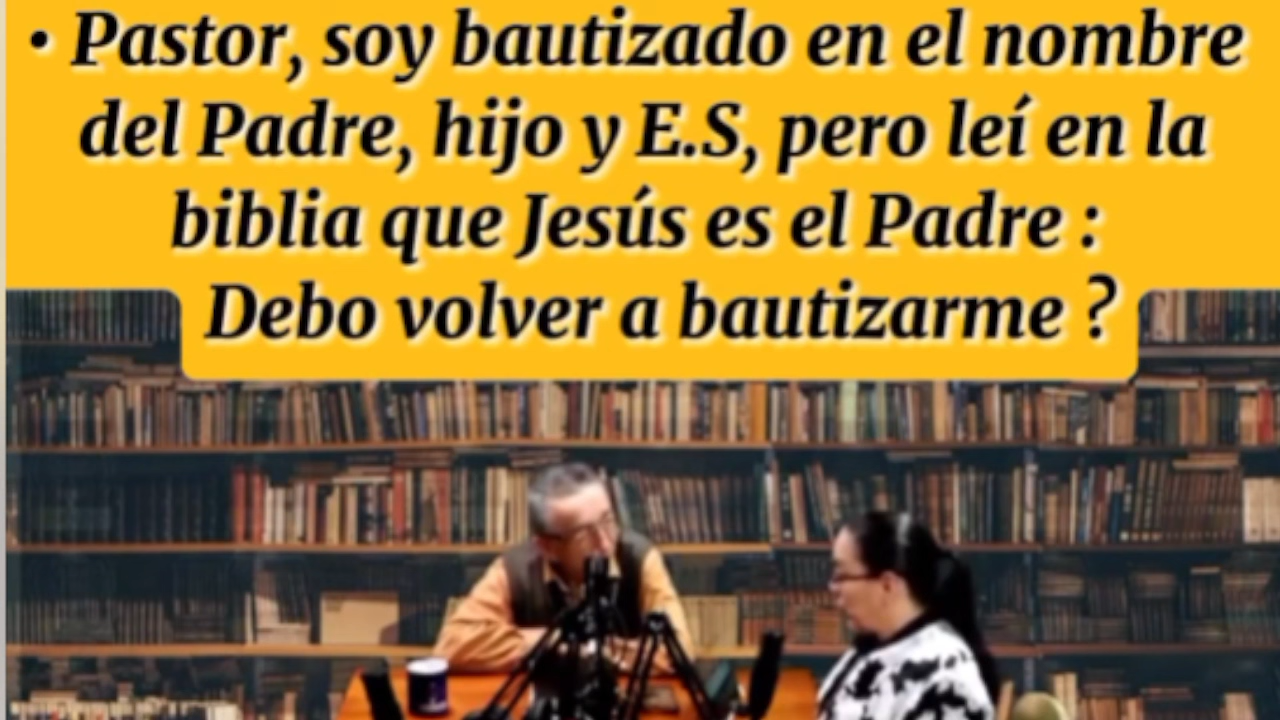 • Pastor, soy bautizado en el nombre
del Padre, hijo y E.S, pero leí en la
biblia que Jesús es el Padre :
Debo volver a bautizarme ?